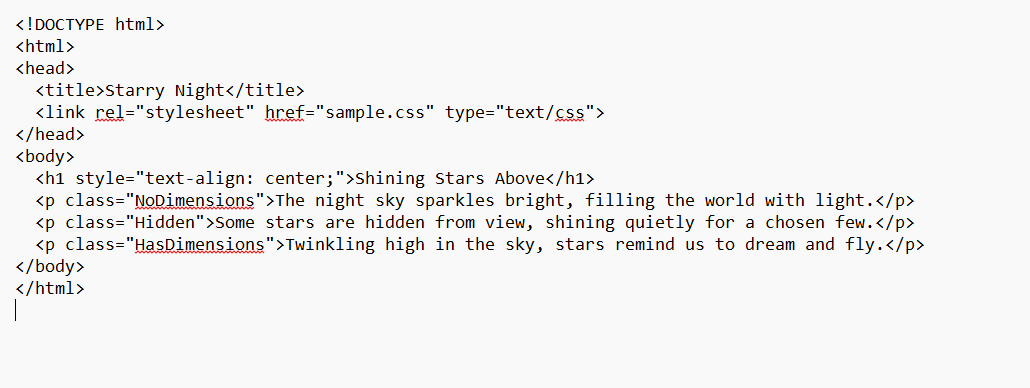 <!DOCTYPE html>
<html>
<head>
  <title>Starry Night</title>
  <link rel="stylesheet" href="sample.css" type="text/css">
</head>
<body>
  <h1 style="text-align: center;">Shining Stars Above</h1>
  <p class="NoDimensions">The night sky sparkles bright, filling the world with light.</p>
  <p class="Hidden">Some stars are hidden from view, shining quietly for a chosen few.</p>
  <p class="HasDimensions">Twinkling high in the sky, stars remind us to dream and fly.</p>
</body>
</html>